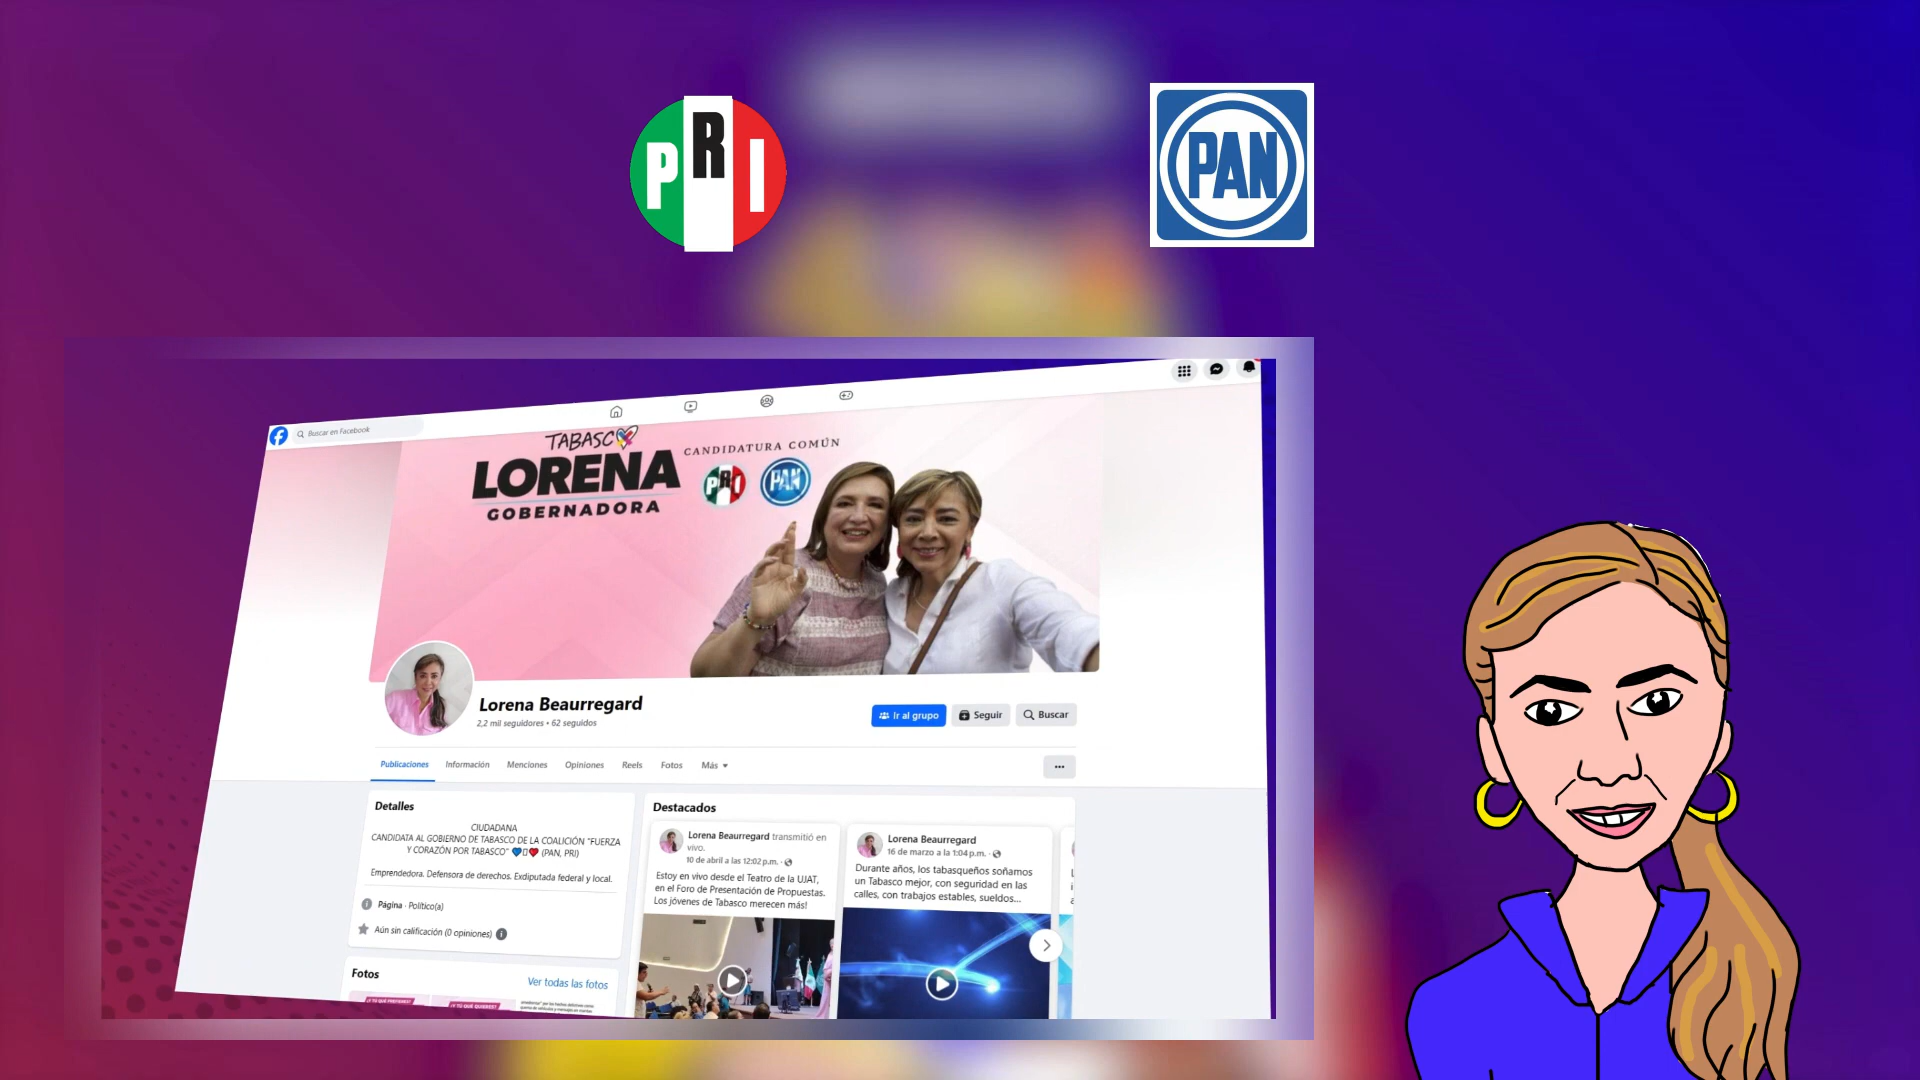 PRI
PAN
Buscar en Facebook
TABASCO
LORENA
GOBERNADORA
CANDIDATURA COMÚN
PRI
PAN
Lorena Beaurregard
2,2 mil seguidores • 62 seguidos
Ir al grupo
Seguir
Buscar
Publicaciones
Información
Menciones
Opiniones
Reels
Fotos
Más
Detalles
CIUDADANA
CANDIDATA AL GOBIERNO DE TABASCO DE LA COALICIÓN "FUERZA
Y CORAZÓN POR TABASCO" 💙▯❤️ (PAN, PRI)
Emprendedora. Defensora de derechos. Exdiputada federal y local.
Página · Político(a)
Aún sin calificación (0 opiniones)
Fotos
Ver todas las fotos
¡Y TÚ QUÉ PREFIERES?
¡Y TÚ QUÉ QUIERES?
Destacados
Lorena Beaurregard transmitió en
vivo.
10 de abril a las 12:02 p.m. ·
Estoy en vivo desde el Teatro de la UJAT,
en el Foro de Presentación de Propuestas.
Los jóvenes de Tabasco merecen más!
Lorena Beaurregard
16 de marzo a la 1:04 p.m. ·
Durante años, los tabasqueños soñamos
un Tabasco mejor, con seguridad en las
calles, con trabajos estables, sueldos...